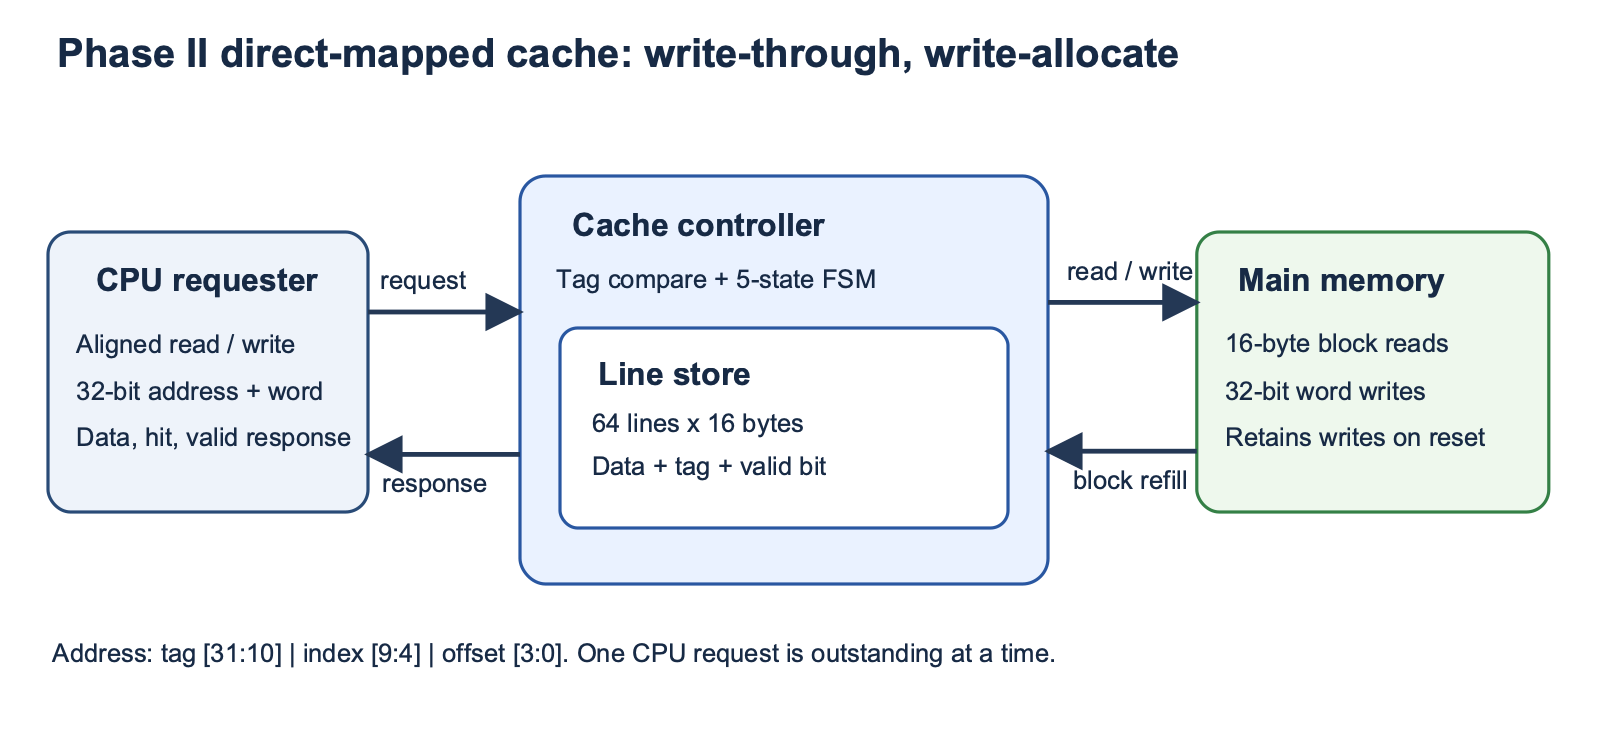 Phase II direct-mapped cache: write-through, write-allocate
CPU requester
Aligned read / write
32-bit address + word
Data, hit, valid response
request
response
Cache controller
Tag compare + 5-state FSM
Line store
64 lines x 16 bytes
Data + tag + valid bit
read / write
block refill
Main memory
16-byte block reads
32-bit word writes
Retains writes on reset
Address: tag [31:10] | index [9:4] | offset [3:0]. One CPU request is outstanding at a time.